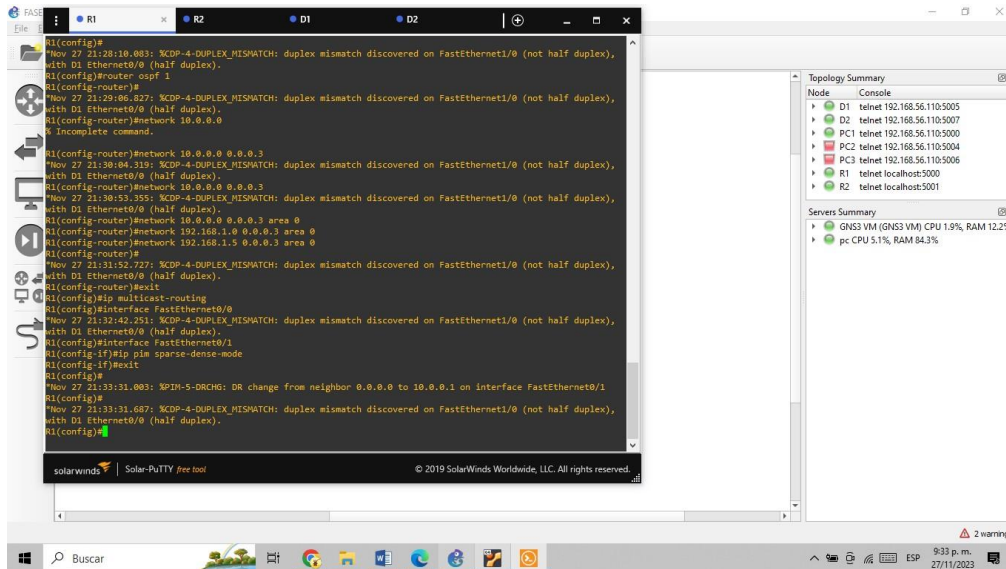 FASE
R1 × R2 D1 D2
File E
R1(config)#
*Nov 27 21:28:10.083: %CDP-4-DUPLEX_MISMATCH: duplex mismatch discovered on FastEthernet1/0 (not half duplex),
with D1 Ethernet0/0 (half duplex).
R1(config)#router ospf 1
R1(config-router)#
*Nov 27 21:29:06.827: %CDP-4-DUPLEX_MISMATCH: duplex mismatch discovered on FastEthernet1/0 (not half duplex),
with D1 Ethernet0/0 (half duplex).
R1(config-router)#network 10.0.0.0
% Incomplete command.
R1(config-router)#network 10.0.0.0 0.0.0.3
*Nov 27 21:30:04.319: %CDP-4-DUPLEX_MISMATCH: duplex mismatch discovered on FastEthernet1/0 (not half duplex),
with D1 Ethernet0/0 (half duplex).
R1(config-router)#network 10.0.0.0 0.0.0.3
*Nov 27 21:30:53.355: %CDP-4-DUPLEX_MISMATCH: duplex mismatch discovered on FastEthernet1/0 (not half duplex),
with D1 Ethernet0/0 (half duplex).
R1(config-router)#network 10.0.0.0 0.0.0.3 area 0
R1(config-router)#network 192.168.1.0 0.0.0.3 area 0
R1(config-router)#network 192.168.1.5 0.0.0.3 area 0
R1(config-router)#
*Nov 27 21:31:52.727: %CDP-4-DUPLEX_MISMATCH: duplex mismatch discovered on FastEthernet1/0 (not half duplex),
with D1 Ethernet0/0 (half duplex).
R1(config-router)#exit
R1(config)#ip multicast-routing
R1(config)#interface FastEthernet0/0
*Nov 27 21:32:42.251: %CDP-4-DUPLEX_MISMATCH: duplex mismatch discovered on FastEthernet1/0 (not half duplex),
with D1 Ethernet0/0 (half duplex).
R1(config)#interface FastEthernet0/1
R1(config-if)#ip pim sparse-dense-mode
R1(config-if)#exit
R1(config)#
*Nov 27 21:33:31.003: %PIM-5-DRCHG: DR change from neighbor 0.0.0.0 to 10.0.0.1 on interface FastEthernet0/1
R1(config)#
*Nov 27 21:33:31.687: %CDP-4-DUPLEX_MISMATCH: duplex mismatch discovered on FastEthernet1/0 (not half duplex),
with D1 Ethernet0/0 (half duplex).
R1(config)#
solarwinds Solar-PuTTY free tool © 2019 SolarWinds Worldwide, LLC. All rights reserved.
Topology Summary
Node Console
D1 telnet 192.168.56.110:5005
D2 telnet 192.168.56.110:5007
PC1 telnet 192.168.56.110:5000
PC2 telnet 192.168.56.110:5004
PC3 telnet 192.168.56.110:5006
R1 telnet localhost:5000
R2 telnet localhost:5001
Servers Summary
GNS3 VM (GNS3 VM) CPU 1.9%, RAM 12.25
pc CPU 5.1%, RAM 84.3%
2 warning
Buscar
ESP
9:33 p. m.
27/11/2023